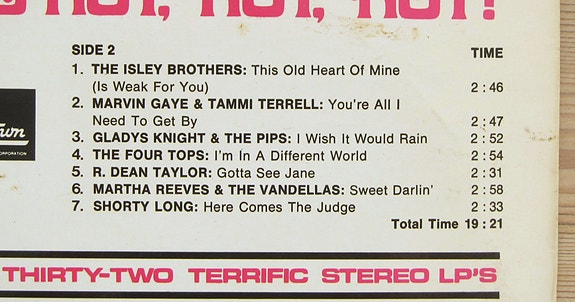 HOT, HOT, HOT!
SIDE 2 TIME
1. THE ISLEY BROTHERS: This Old Heart Of Mine
(Is Weak For You) 2:46
2. MARVIN GAYE & TAMMI TERRELL: You're All I
Need To Get By 2:47
3. GLADYS KNIGHT & THE PIPS: I Wish It Would Rain 2:52
4. THE FOUR TOPS: I'm In A Different World 2:54
5. R. DEAN TAYLOR: Gotta See Jane 2:31
6. MARTHA REEVES & THE VANDELLAS: Sweet Darlin' 2:58
7. SHORTY LONG: Here Comes The Judge 2:33
Total Time 19:21
CORPORATION
THIRTY-TWO TERRIFIC STEREO LP'S